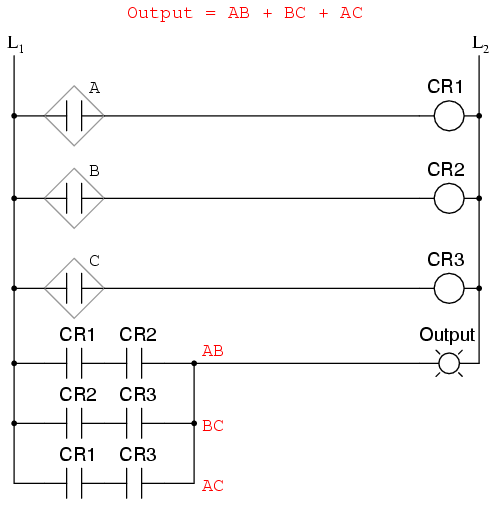 Output = AB + BC + AC
L1 L2
A CR1
B CR2
C CR3
CR1 CR2 AB Output
CR2 CR3 BC
CR1 CR3 AC